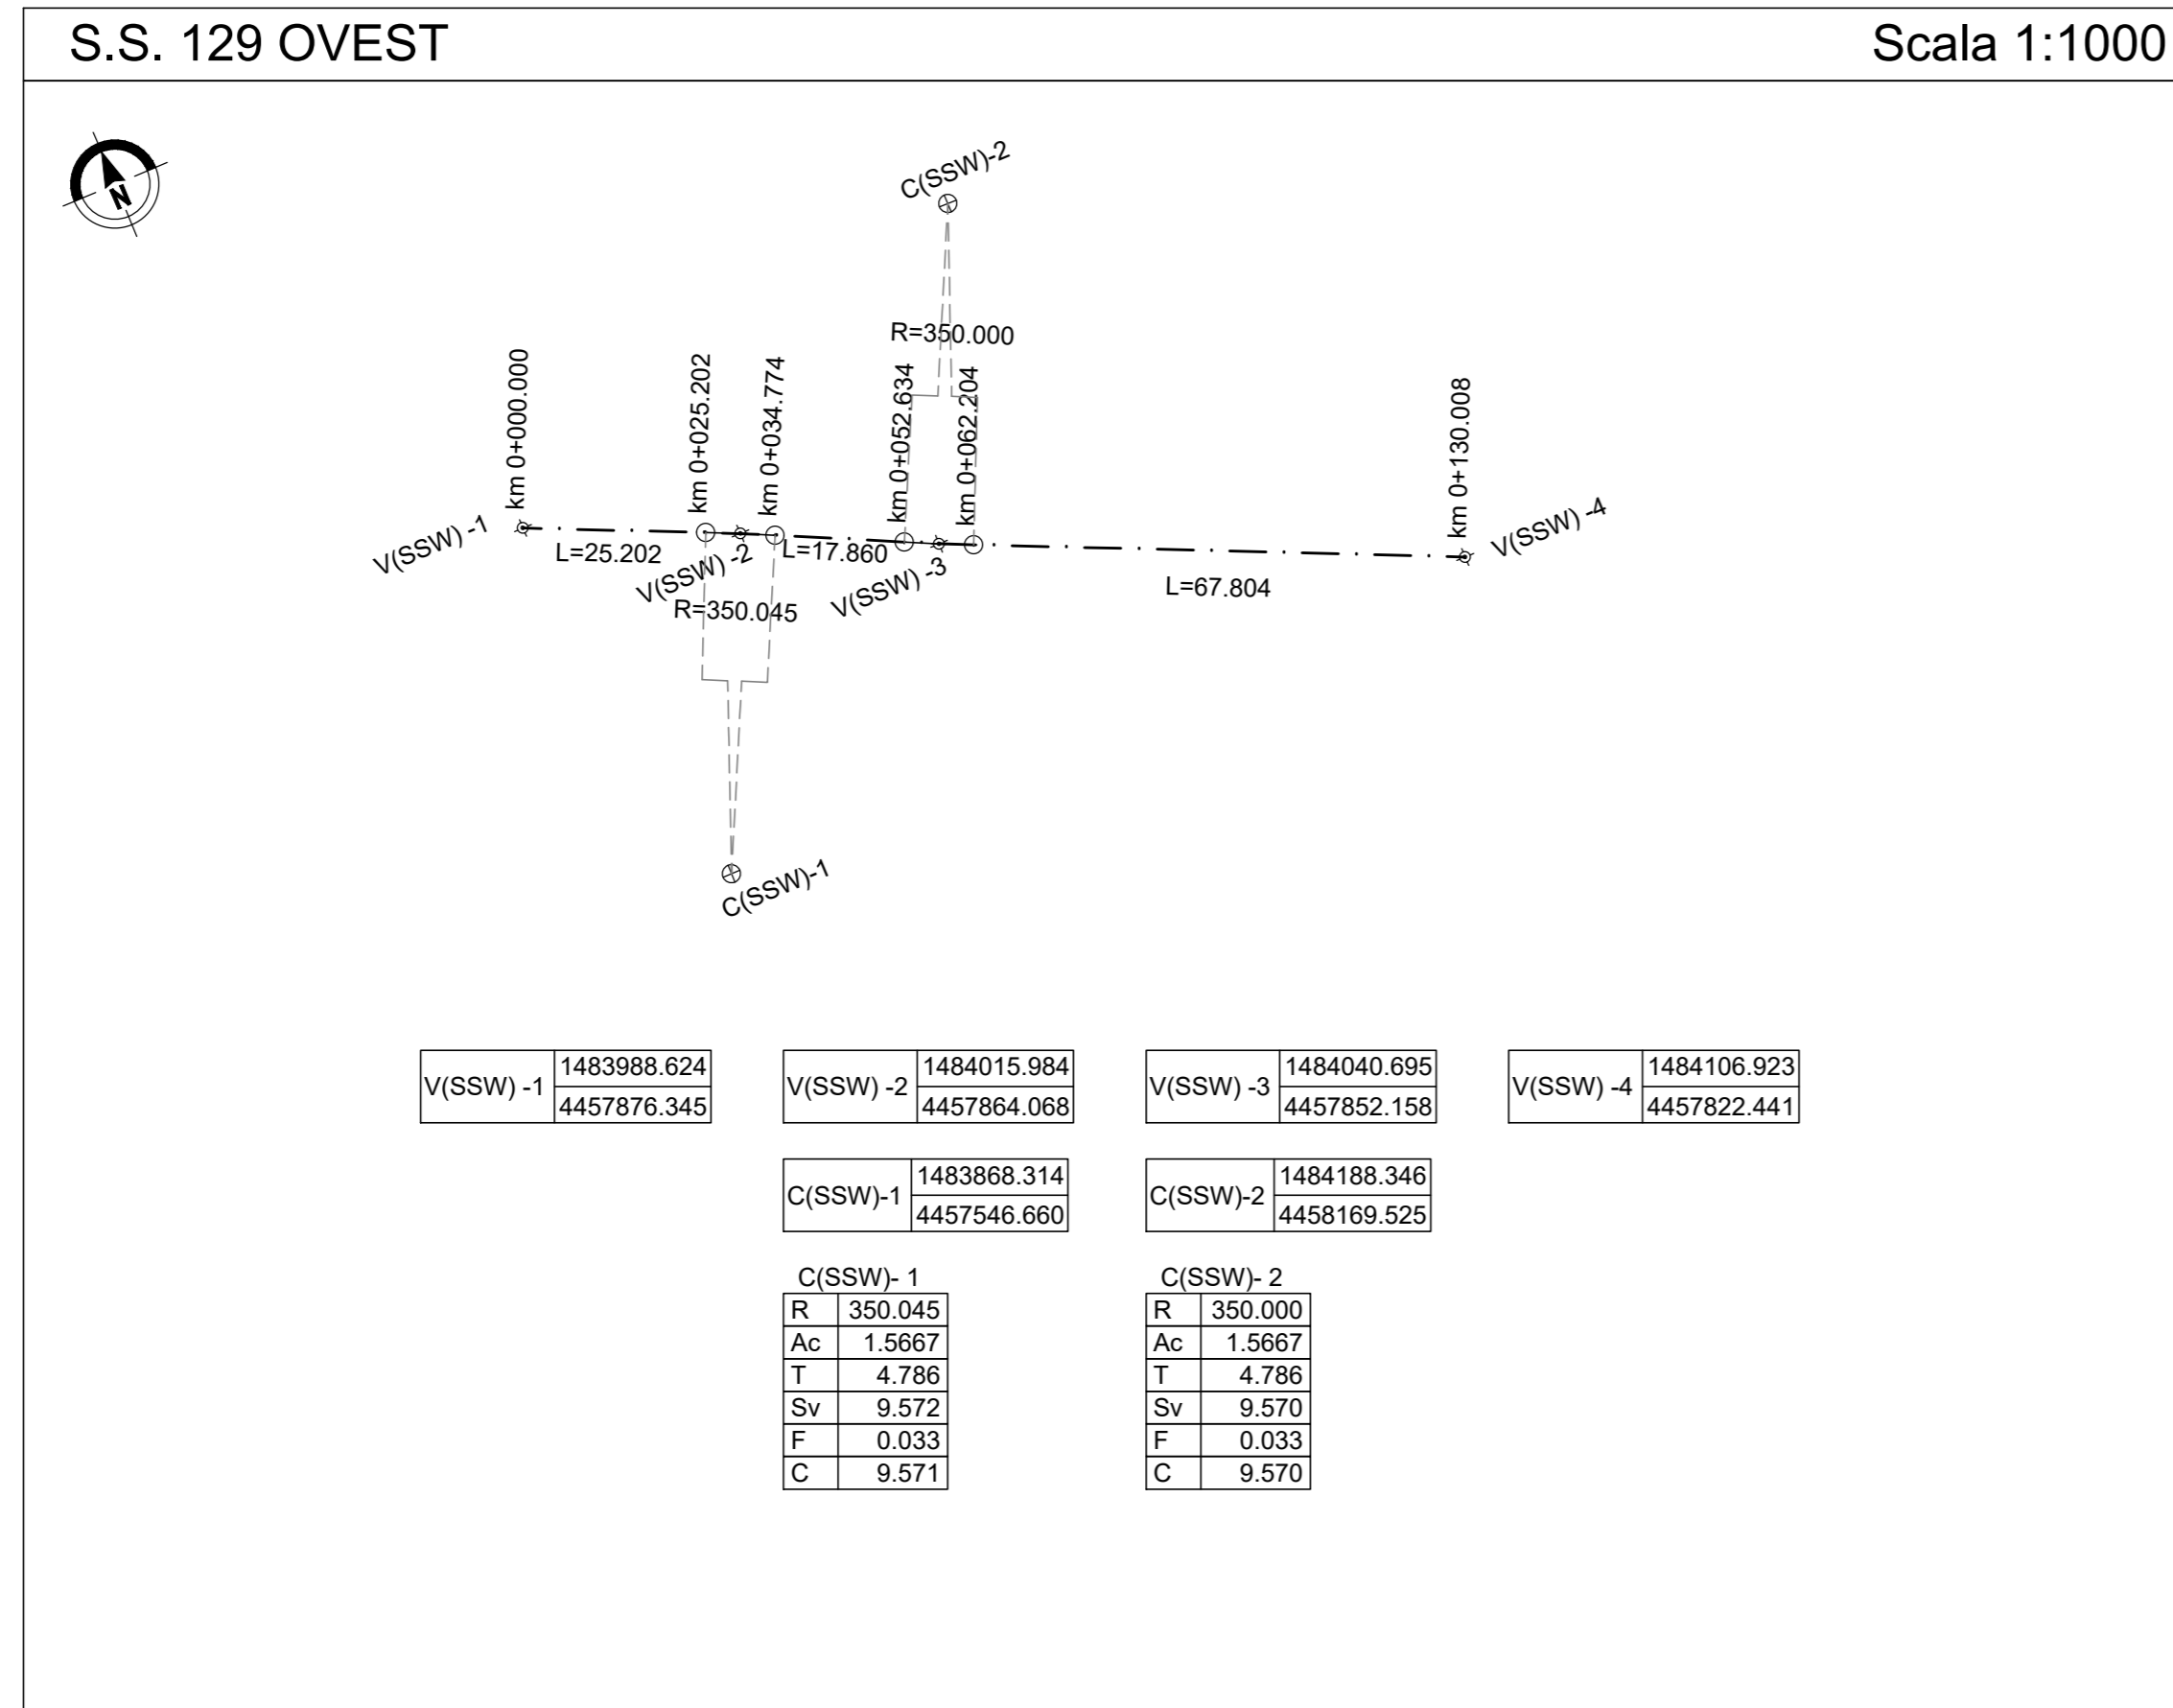 S.S. 129 OVEST
Scala 1:1000
N
C(SSW)-2
R=350.000
km 0+000.000
km 0+025.202
km 0+034.774
km 0+052.634
km 0+062.204
km 0+130.008
V(SSW) -1
L=25.202
V(SSW) -2
L=17.860
V(SSW) -3
L=67.804
V(SSW) -4
R=350.045
C(SSW)-1
V(SSW) -1
1483988.624
4457876.345
V(SSW) -2
1484015.984
4457864.068
V(SSW) -3
1484040.695
4457852.158
V(SSW) -4
1484106.923
4457822.441
C(SSW)-1
1483868.314
4457546.660
C(SSW)-2
1484188.346
4458169.525
C(SSW)- 1
R 350.045
Ac 1.5667
T 4.786
Sv 9.572
F 0.033
C 9.571
C(SSW)- 2
R 350.000
Ac 1.5667
T 4.786
Sv 9.570
F 0.033
C 9.570